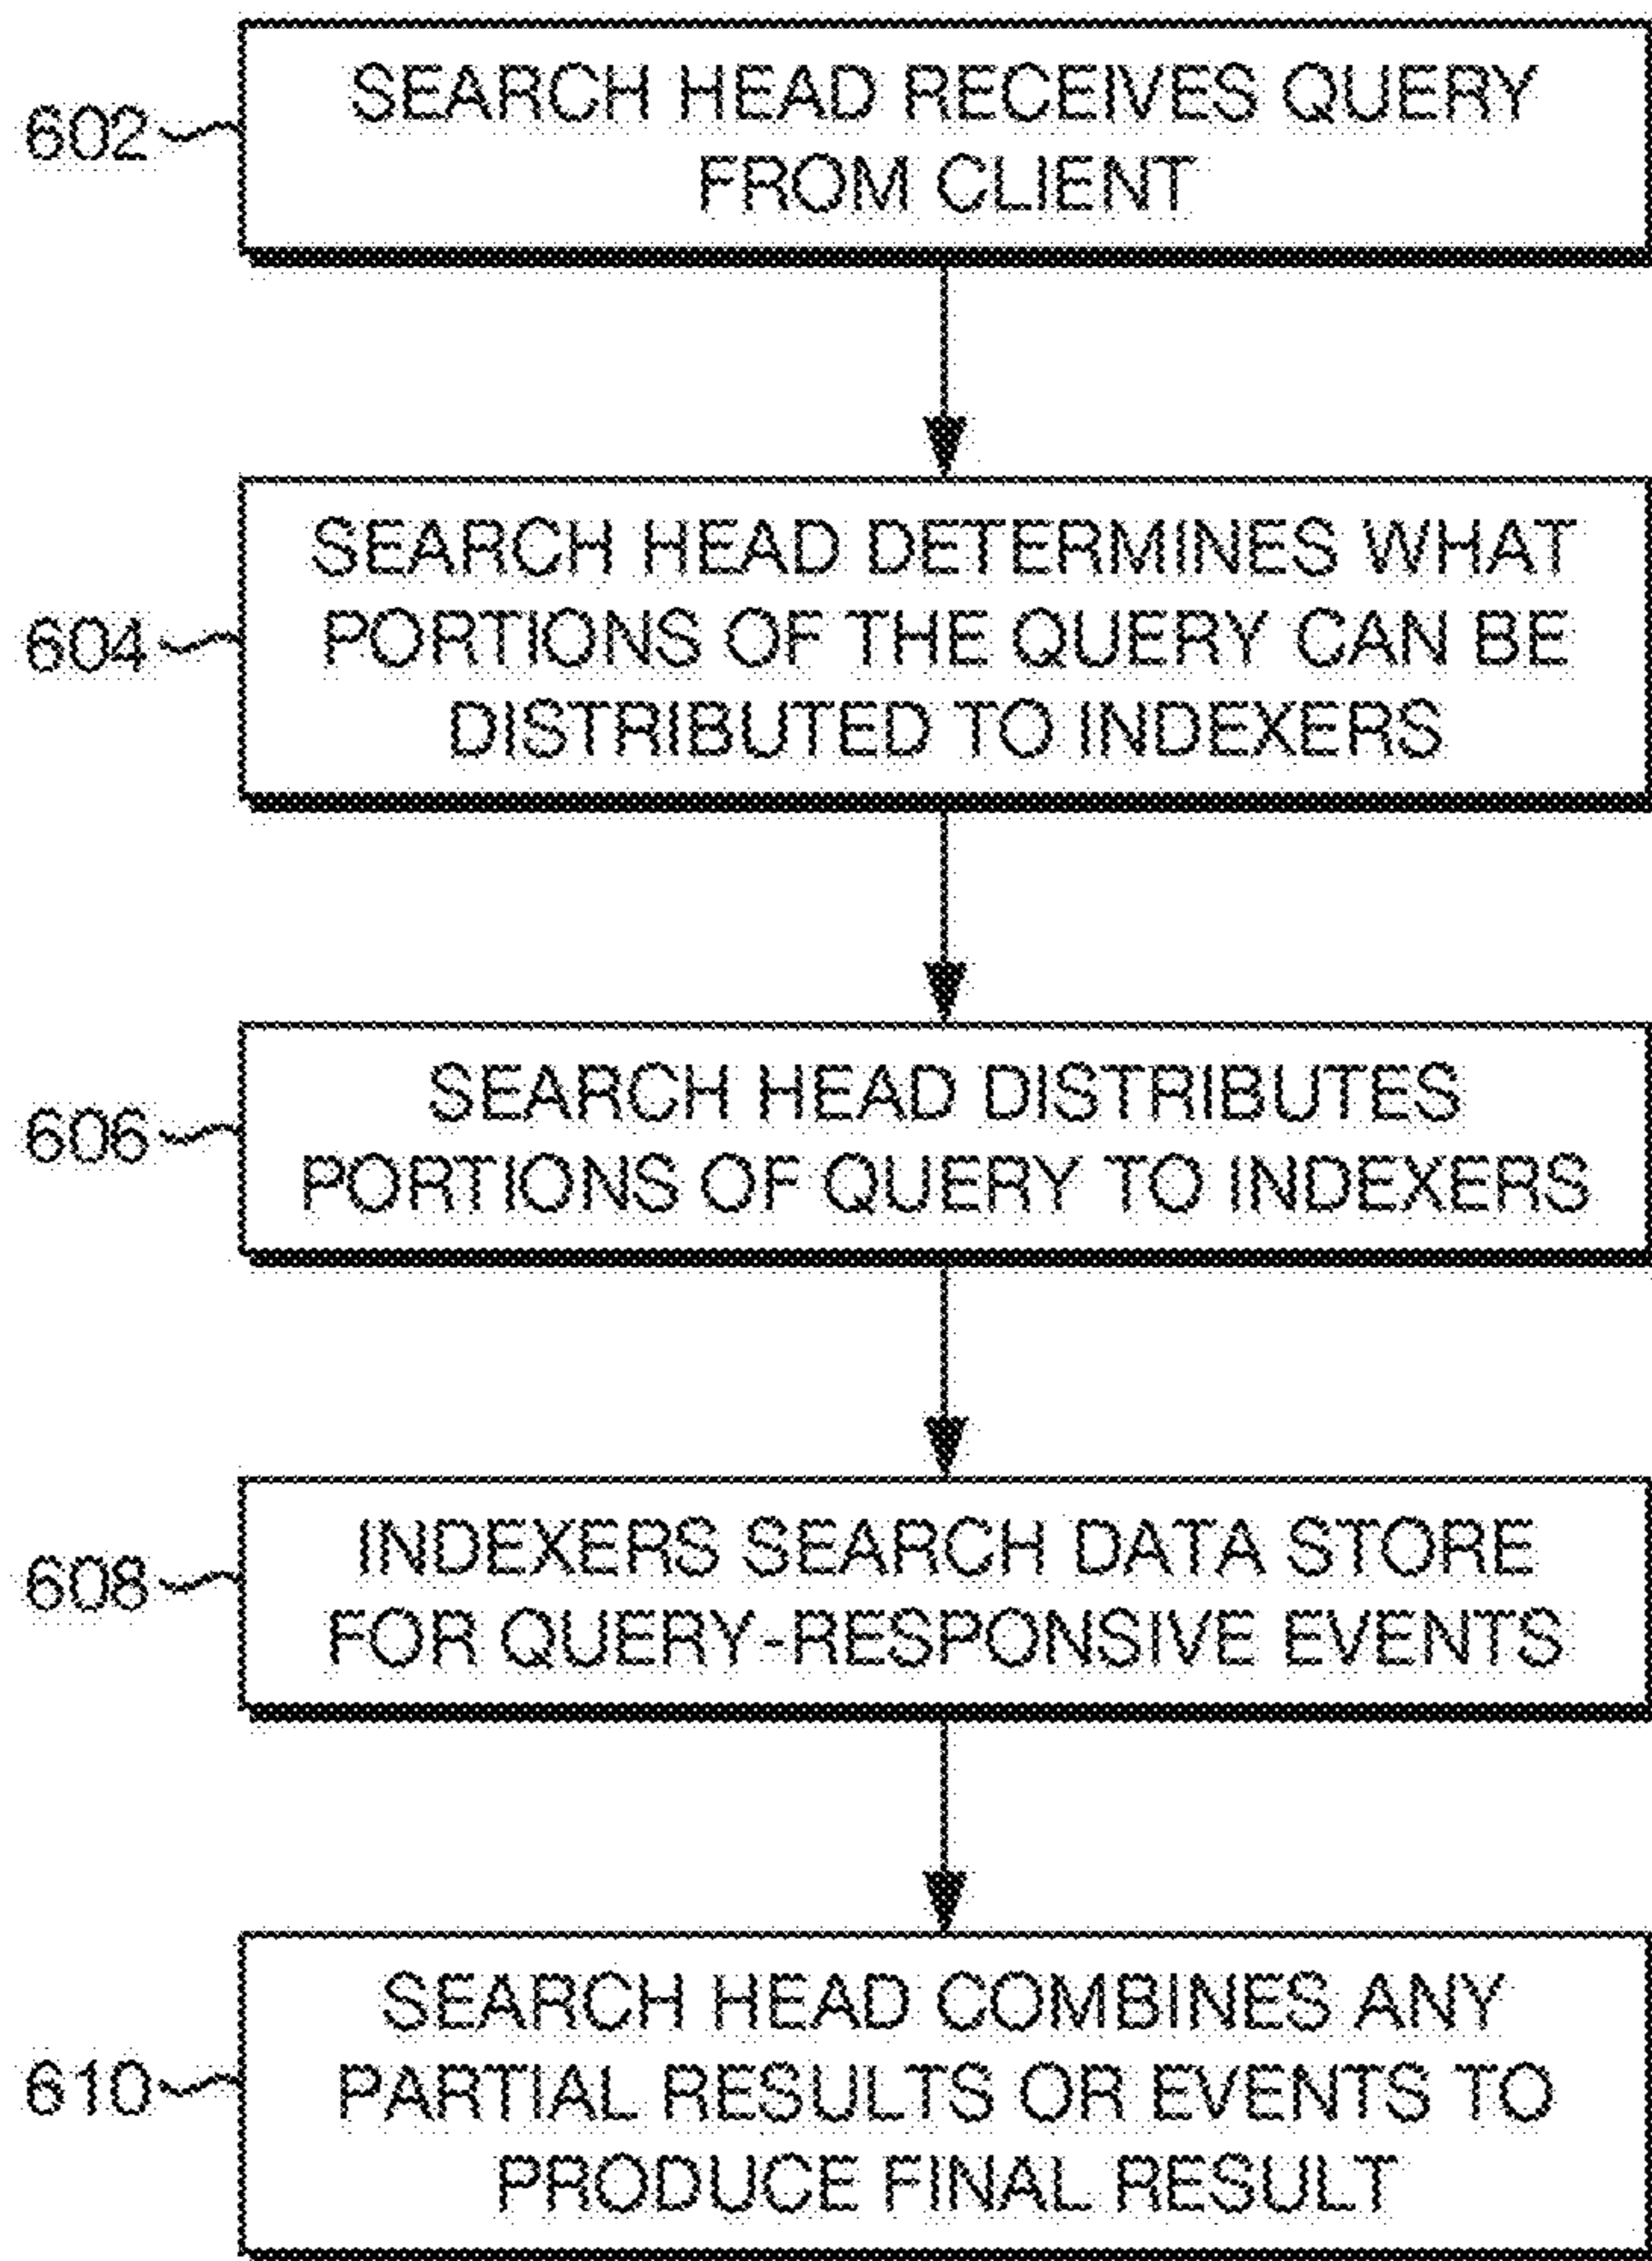 SEARCH HEAD RECEIVES QUERY
602
FROM CLIENT
SEARCH HEAD DETERMINES WHAT
604
PORTIONS OF THE QUERY CAN BE
DISTRIBUTED TO INDEXERS
SEARCH HEAD DISTRIBUTES
606
PORTIONS OF QUERY TO INDEXERS
INDEXERS SEARCH DATA STORE
608
FOR QUERY-RESPONSIVE EVENTS
SEARCH HEAD COMBINES ANY
610
PARTIAL RESULTS OR EVENTS TO
PRODUCE FINAL RESULT